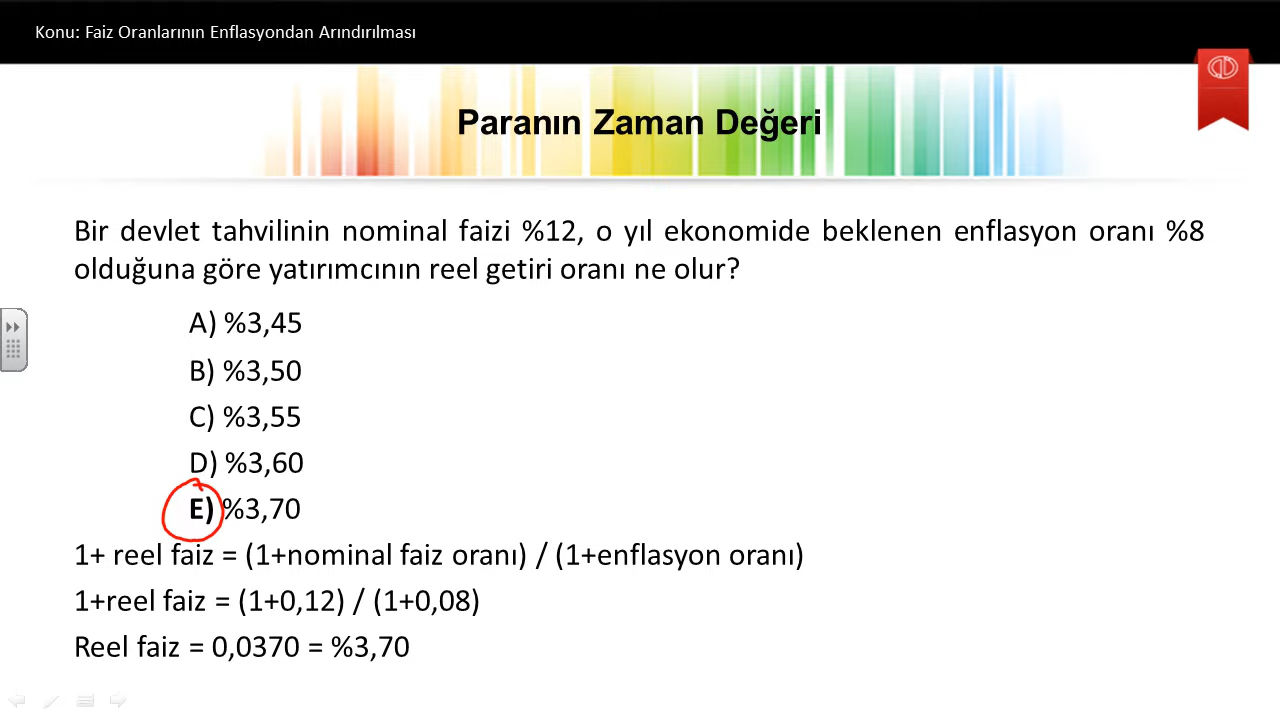 Konu: Faiz Oranlarının Enflasyondan Arındırılması
Paranın Zaman Değeri
Bir devlet tahvilinin nominal faizi %12, o yıl ekonomide beklenen enflasyon oranı %8
olduğuna göre yatırımcının reel getiri oranı ne olur?
A) %3,45
B) %3,50
C) %3,55
D) %3,60
E) %3,70
1+ reel faiz = (1+nominal faiz oranı) / (1+enflasyon oranı)
1+reel faiz = (1+0,12) / (1+0,08)
Reel faiz = 0,0370 = %3,70